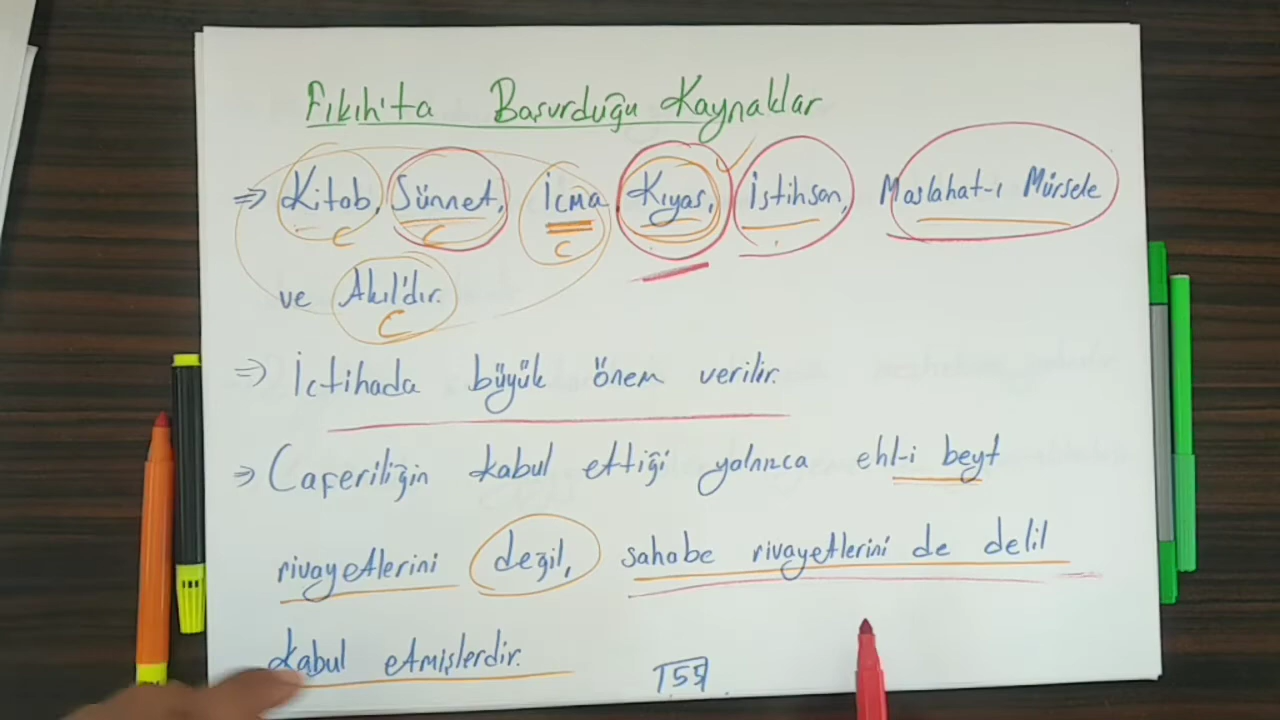 Fıkıh'ta Başvurduğu Kaynaklar
⇒ Kitab, Sünnet, İcma, Kıyas, İstihsan, Maslahat-ı Mürsele
C C C
ve Akıl'dır.
C
⇒ İctihada büyük önem verilir.
⇒ Caferiliğin kabul ettiği yalnızca ehl-i beyt
rivayetlerini değil, sahabe rivayetlerini de delil
kabul etmişlerdir.
157